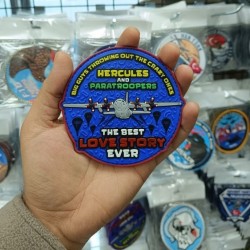 BIG GUYS THROWING OUT THE CRAZY ONES
HERCULES
AND
PARATROOPERS
THE BEST
LOVE STORY
EVER